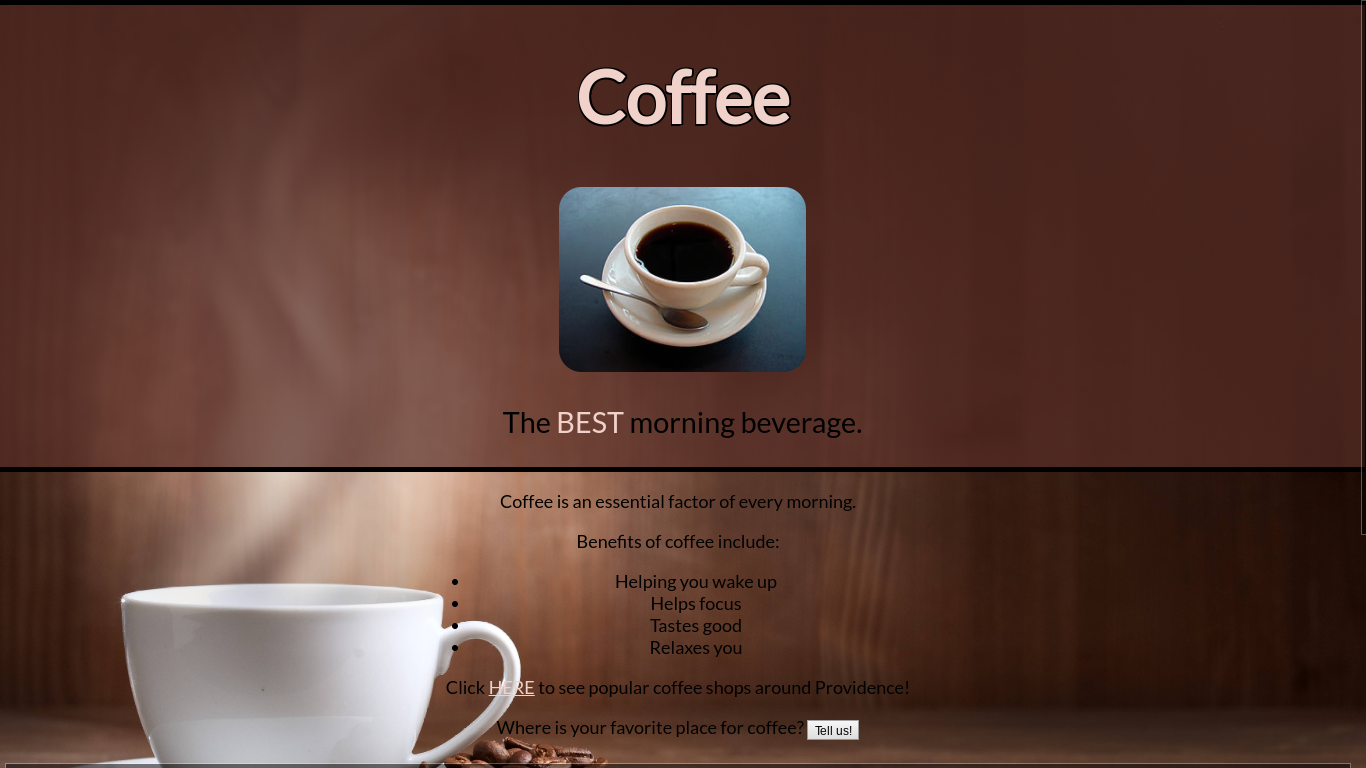 Coffee
The BEST morning beverage.
Coffee is an essential factor of every morning.
Benefits of coffee include:
Helping you wake up
Helps focus
Tastes good
Relaxes you
Click HERE to see popular coffee shops around Providence!
Where is your favorite place for coffee? Tell us!